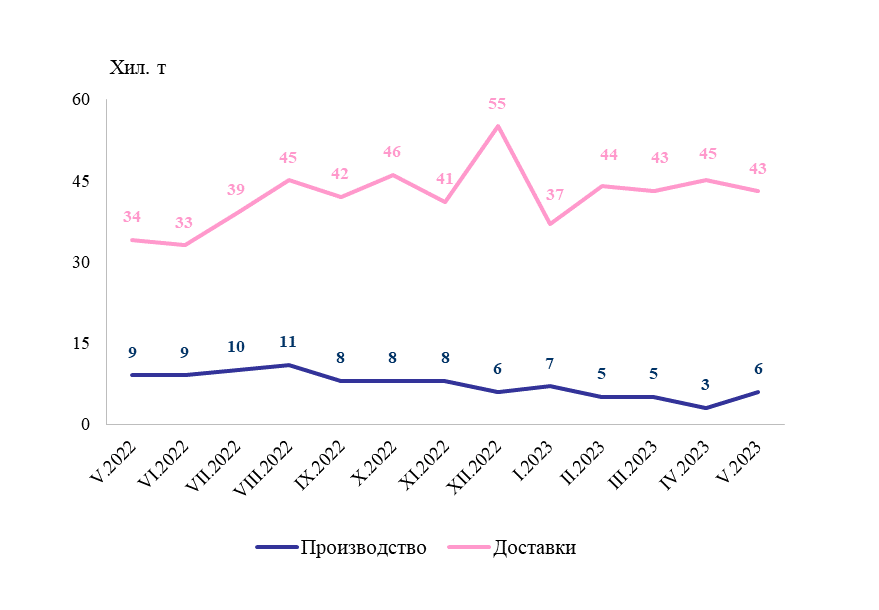 Хил. т
60
45
30
15
0
34 33 39 45 42 46 41 55 37 44 43 45 43
9 9 10 11 8 8 8 6 7 5 5 3 6
V.2022 VI.2022 VII.2022 VIII.2022 IX.2022 X.2022 XI.2022 XII.2022 I.2023 II.2023 III.2023 IV.2023 V.2023
Производство Доставки